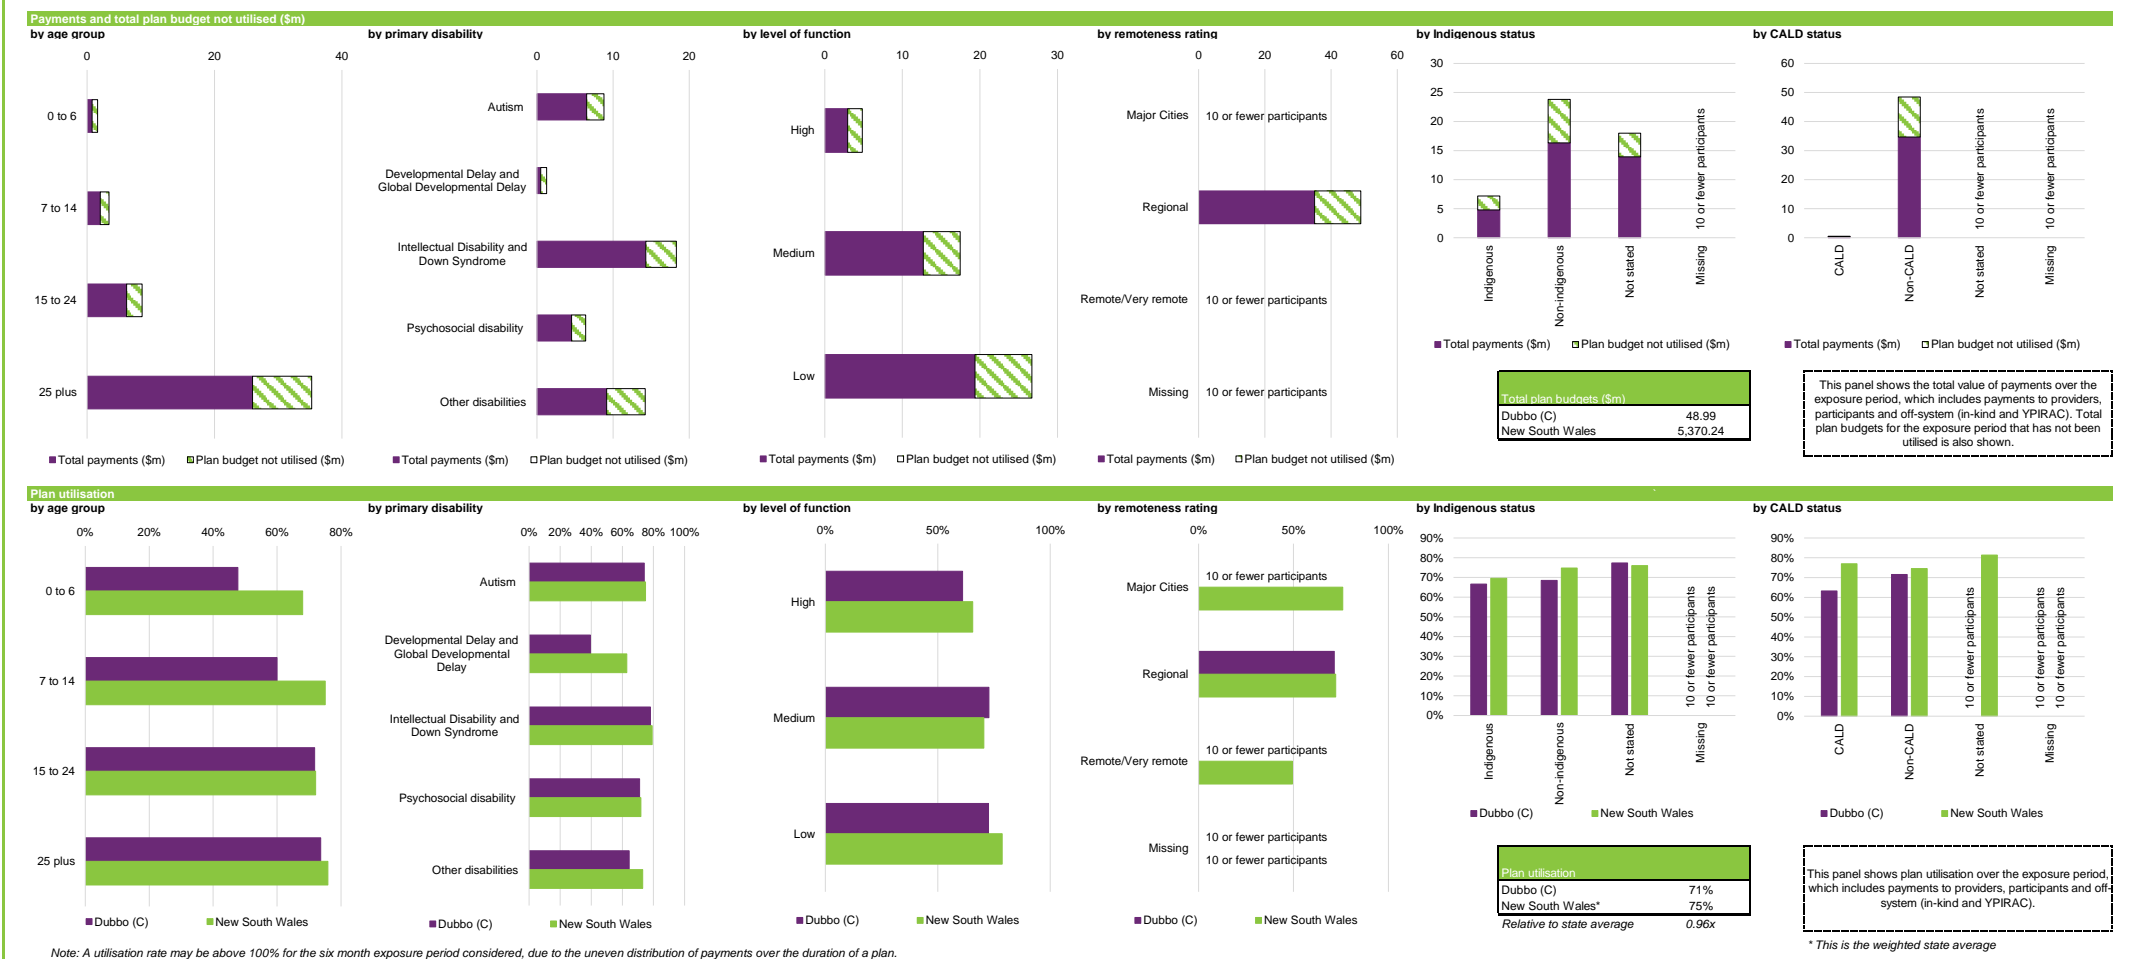 Payments and total plan budget not utilised ($m)
by age group
0 20 40
0 to 6
7 to 14
15 to 24
25 plus
Total payments ($m) Plan budget not utilised ($m)
by primary disability
0 10 20
Autism
Developmental Delay and
Global Developmental Delay
Intellectual Disability and
Down Syndrome
Psychosocial disability
Other disabilities
Total payments ($m) Plan budget not utilised ($m)
by level of function
0 10 20 30
High
Medium
Low
Total payments ($m) Plan budget not utilised ($m)
by remoteness rating
0 20 40 60
Major Cities 10 or fewer participants
Regional
Remote/Very remote 10 or fewer participants
Missing 10 or fewer participants
Total payments ($m) Plan budget not utilised ($m)
by Indigenous status
30
25
20
15
10
5
0
10 or fewer participants
Indigenous
Non-indigenous
Not stated
Missing
Total payments ($m) Plan budget not utilised ($m)
Total plan budgets ($m)
Dubbo (C) 48.99
New South Wales 5,370.24
by CALD status
60
50
40
30
20
10
0
10 or fewer participants
10 or fewer participants
CALD
Non-CALD
Not stated
Missing
Total payments ($m) Plan budget not utilised ($m)
This panel shows the total value of payments over the
exposure period, which includes payments to providers,
participants and off-system (in-kind and YPIRAC). Total
plan budgets for the exposure period that has not been
utilised is also shown.
Plan utilisation
by age group
0% 20% 40% 60% 80%
0 to 6
7 to 14
15 to 24
25 plus
Dubbo (C) New South Wales
by primary disability
0% 20% 40% 60% 80% 100%
Autism
Developmental Delay and
Global Developmental
Delay
Intellectual Disability and
Down Syndrome
Psychosocial disability
Other disabilities
Dubbo (C) New South Wales
by level of function
0% 50% 100%
High
Medium
Low
Dubbo (C) New South Wales
by remoteness rating
0% 50% 100%
Major Cities 10 or fewer participants
Regional
Remote/Very remote 10 or fewer participants
Missing 10 or fewer participants
10 or fewer participants
Dubbo (C) New South Wales
by Indigenous status
90%
80%
70%
60%
50%
40%
30%
20%
10%
0%
10 or fewer participants
10 or fewer participants
Indigenous
Non-indigenous
Not stated
Missing
Dubbo (C) New South Wales
Plan utilisation
Dubbo (C) 71%
New South Wales* 75%
Relative to state average 0.96x
by CALD status
90%
80%
70%
60%
50%
40%
30%
20%
10%
0%
10 or fewer participants
10 or fewer participants
10 or fewer participants
CALD
Non-CALD
Not stated
Missing
Dubbo (C) New South Wales
This panel shows plan utilisation over the exposure period,
which includes payments to providers, participants and off-
system (in-kind and YPIRAC).
* This is the weighted state average
Note: A utilisation rate may be above 100% for the six month exposure period considered, due to the uneven distribution of payments over the duration of a plan.